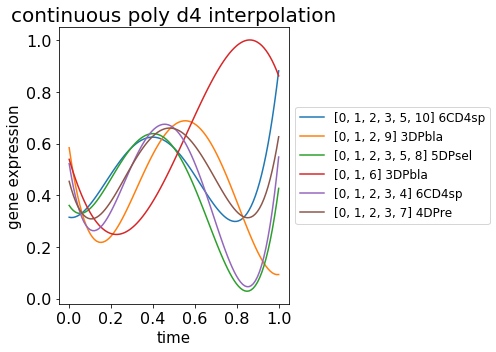 continuous poly d4 interpolation
gene expression
1.0
0.8
0.6
0.4
0.2
0.0
0.0 0.2 0.4 0.6 0.8 1.0
time
[0, 1, 2, 3, 5, 10] 6CD4sp
[0, 1, 2, 9] 3DPbla
[0, 1, 2, 3, 5, 8] 5DPsel
[0, 1, 6] 3DPbla
[0, 1, 2, 3, 4] 6CD4sp
[0, 1, 2, 3, 7] 4DPre